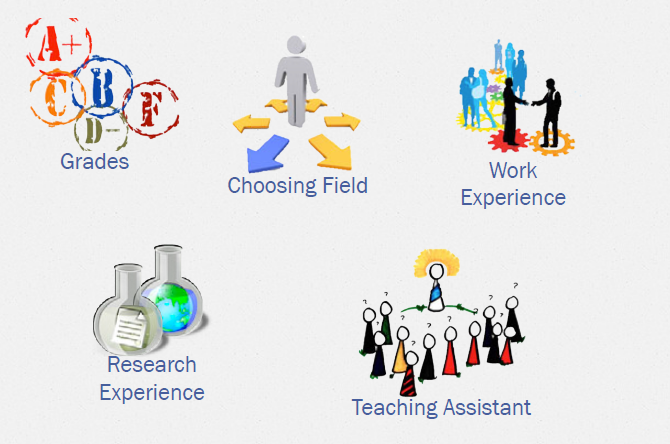 A+
C
B
F
D-
Grades
Choosing Field
Work
Experience
Research
Experience
?
?
?
?
?
?
?
?
Teaching Assistant